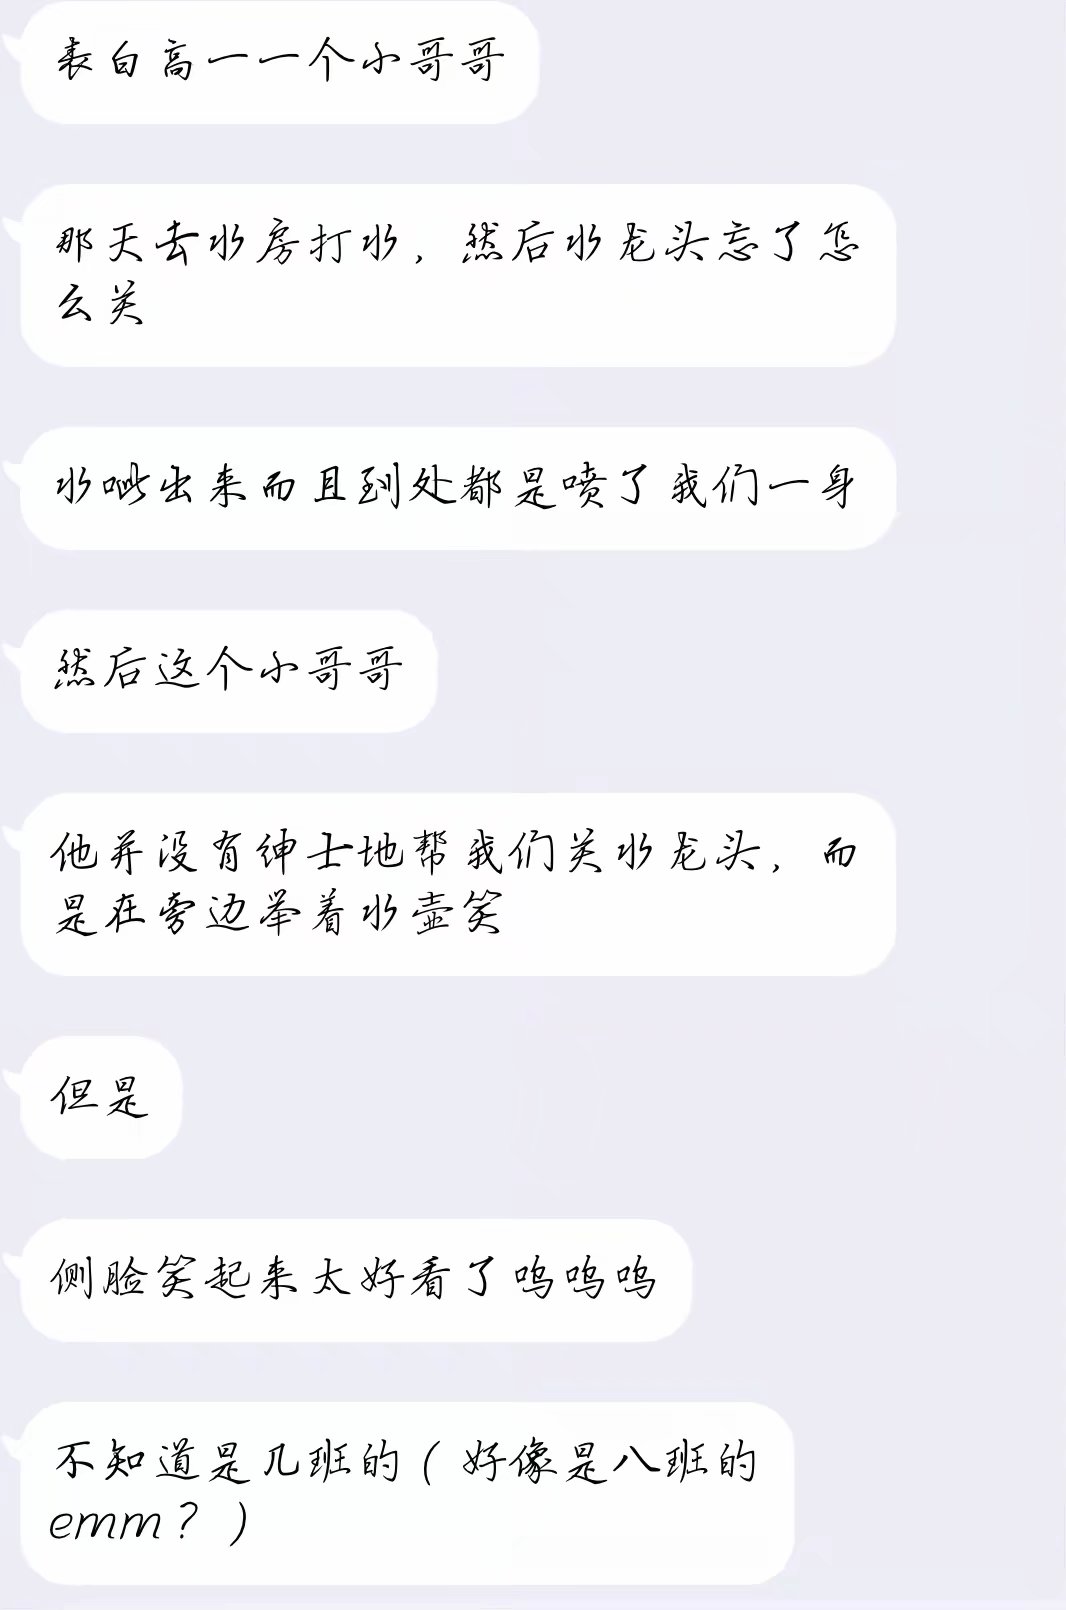 表白高一一个小哥哥
那天去水房打水，然后水龙头忘了怎
么关
水呲出来而且到处都是喷了我们一身
然后这个小哥哥
他并没有绅士地帮我们关水龙头，而
是在旁边举着水壶笑
但是
侧脸笑起来太好看了呜呜呜
不知道是几班的（好像是八班的
emm？）